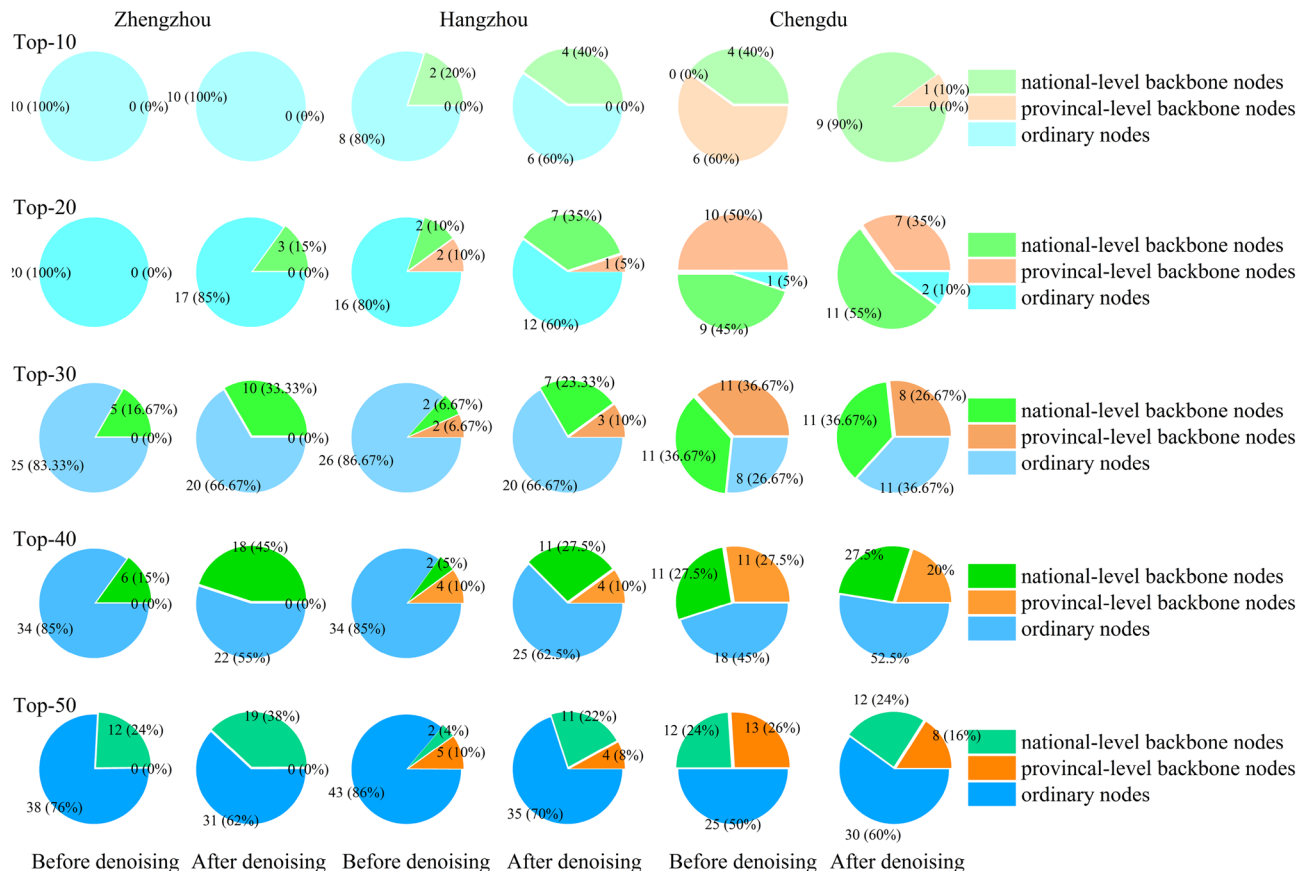 Zhengzhou Hangzhou Chengdu
Top-10
10 (100%) 0 (0%)
10 (100%) 0 (0%)
2 (20%) 0 (0%) 8 (80%)
4 (40%) 0 (0%) 6 (60%)
4 (40%) 0 (0%) 6 (60%)
1 (10%) 0 (0%) 9 (90%)
national-level backbone nodes
provincal-level backbone nodes
ordinary nodes
Top-20
20 (100%) 0 (0%)
3 (15%) 0 (0%) 17 (85%)
2 (10%) 2 (10%) 16 (80%)
7 (35%) 1 (5%) 12 (60%)
10 (50%) 1 (5%) 9 (45%)
7 (35%) 2 (10%) 11 (55%)
national-level backbone nodes
provincal-level backbone nodes
ordinary nodes
Top-30
5 (16.67%) 0 (0%) 25 (83.33%)
10 (33.33%) 0 (0%) 20 (66.67%)
2 (6.67%) 2 (6.67%) 26 (86.67%)
7 (23.33%) 3 (10%) 20 (66.67%)
11 (36.67%) 11 (36.67%) 8 (26.67%)
8 (26.67%) 11 (36.67%) 11 (36.67%)
national-level backbone nodes
provincal-level backbone nodes
ordinary nodes
Top-40
6 (15%) 0 (0%) 34 (85%)
18 (45%) 0 (0%) 22 (55%)
2 (5%) 4 (10%) 34 (85%)
11 (27.5%) 4 (10%) 25 (62.5%)
11 (27.5%) 11 (27.5%) 18 (45%)
27.5% 20% 52.5%
national-level backbone nodes
provincal-level backbone nodes
ordinary nodes
Top-50
12 (24%) 0 (0%) 38 (76%)
19 (38%) 0 (0%) 31 (62%)
2 (4%) 5 (10%) 43 (86%)
11 (22%) 4 (8%) 35 (70%)
12 (24%) 13 (26%) 25 (50%)
12 (24%) 8 (16%) 30 (60%)
national-level backbone nodes
provincal-level backbone nodes
ordinary nodes
Before denoising After denoising Before denoising After denoising Before denoising After denoising